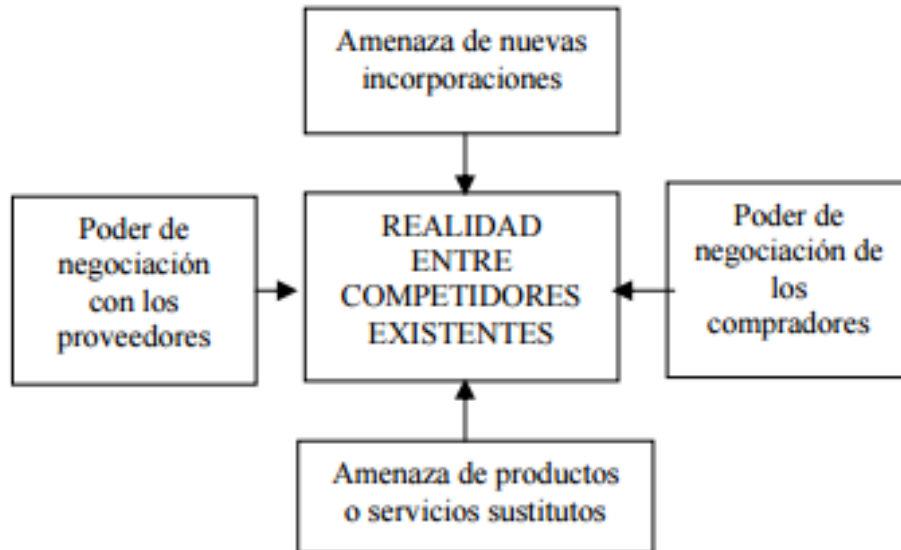 Amenaza de nuevas
incorporaciones
Poder de
negociación
con los
proveedores
REALIDAD
ENTRE
COMPETIDORES
EXISTENTES
Poder de
negociación de
los
compradores
Amenaza de productos
o servicios sustitutos